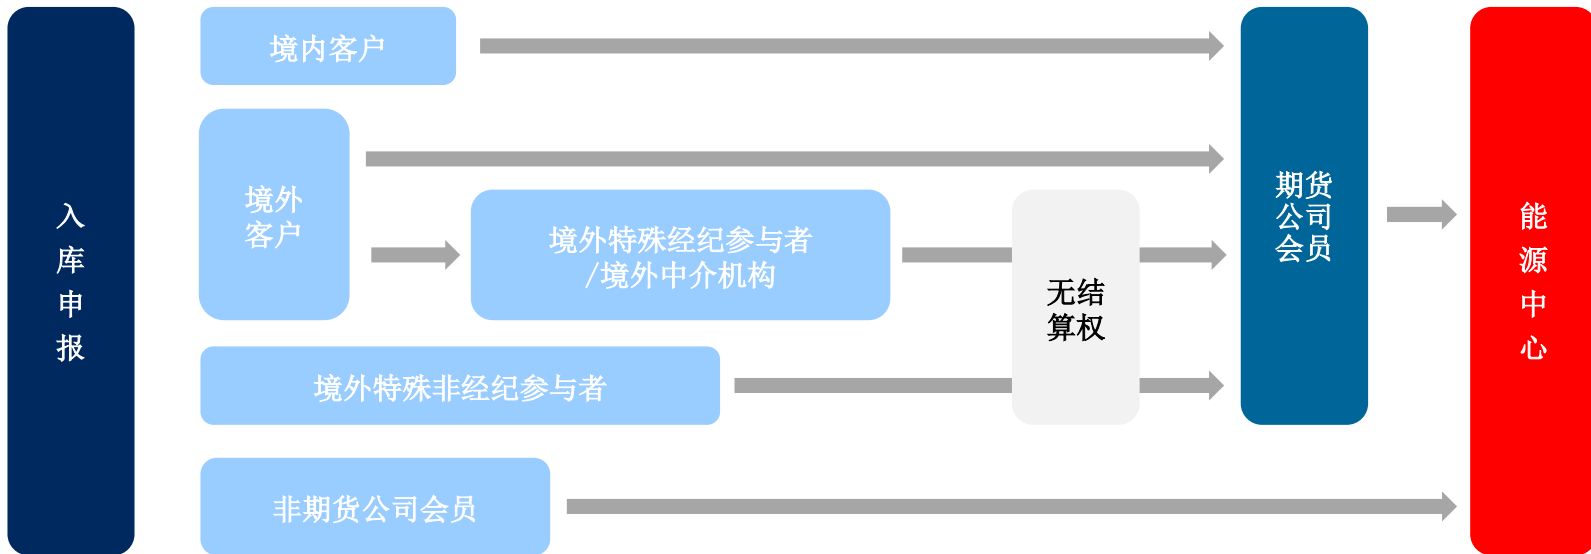 入
库
申
报
境内客户
境外
客户
境外特殊经纪参与者
/境外中介机构
境外特殊非经纪参与者
非期货公司会员
无结
算权
期货
公司
会员
能
源
中
心